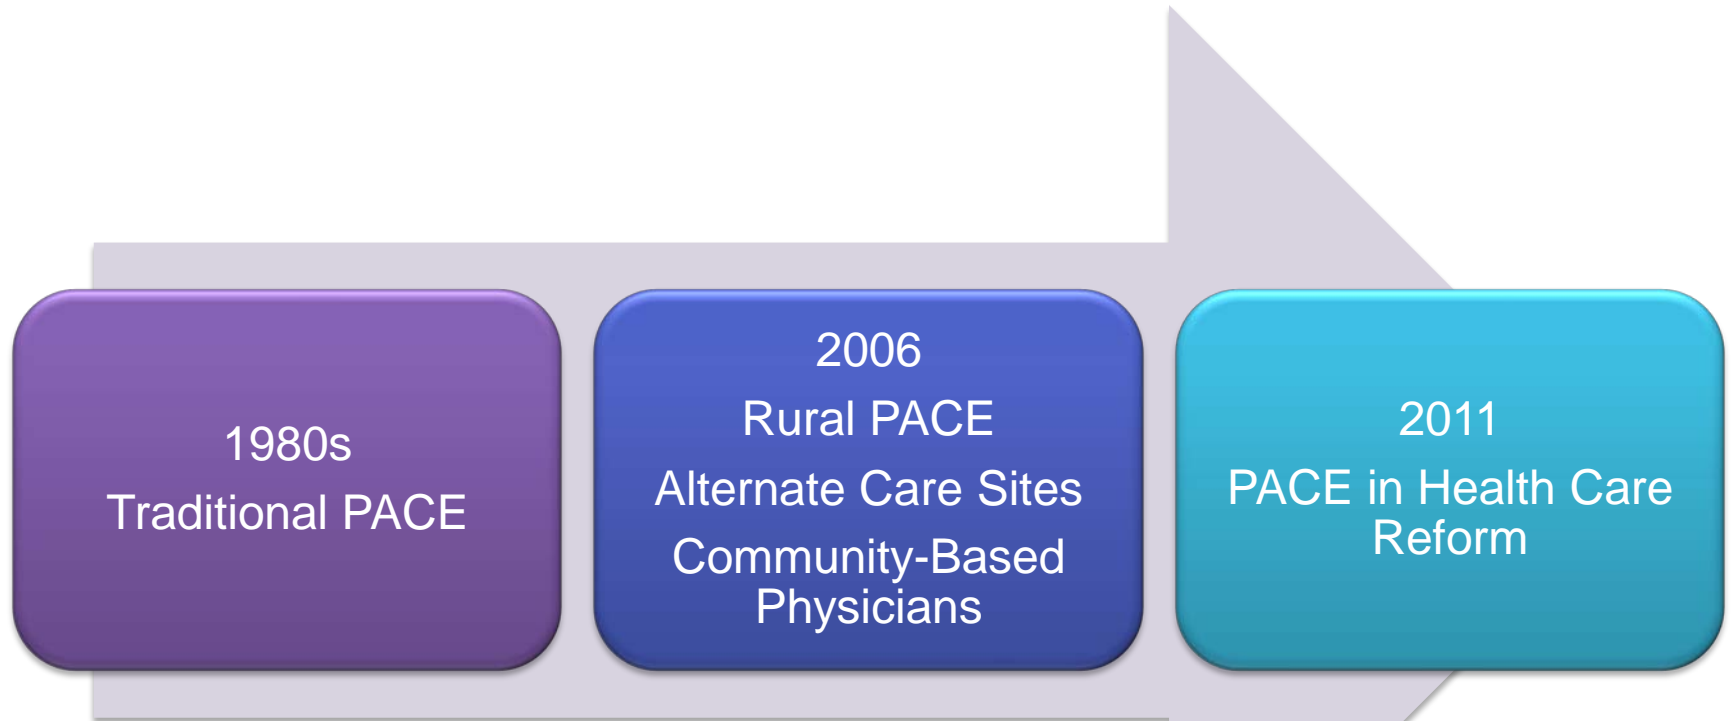 1980s
Traditional PACE
2006
Rural PACE
Alternate Care Sites
Community-Based
Physicians
2011
PACE in Health Care
Reform